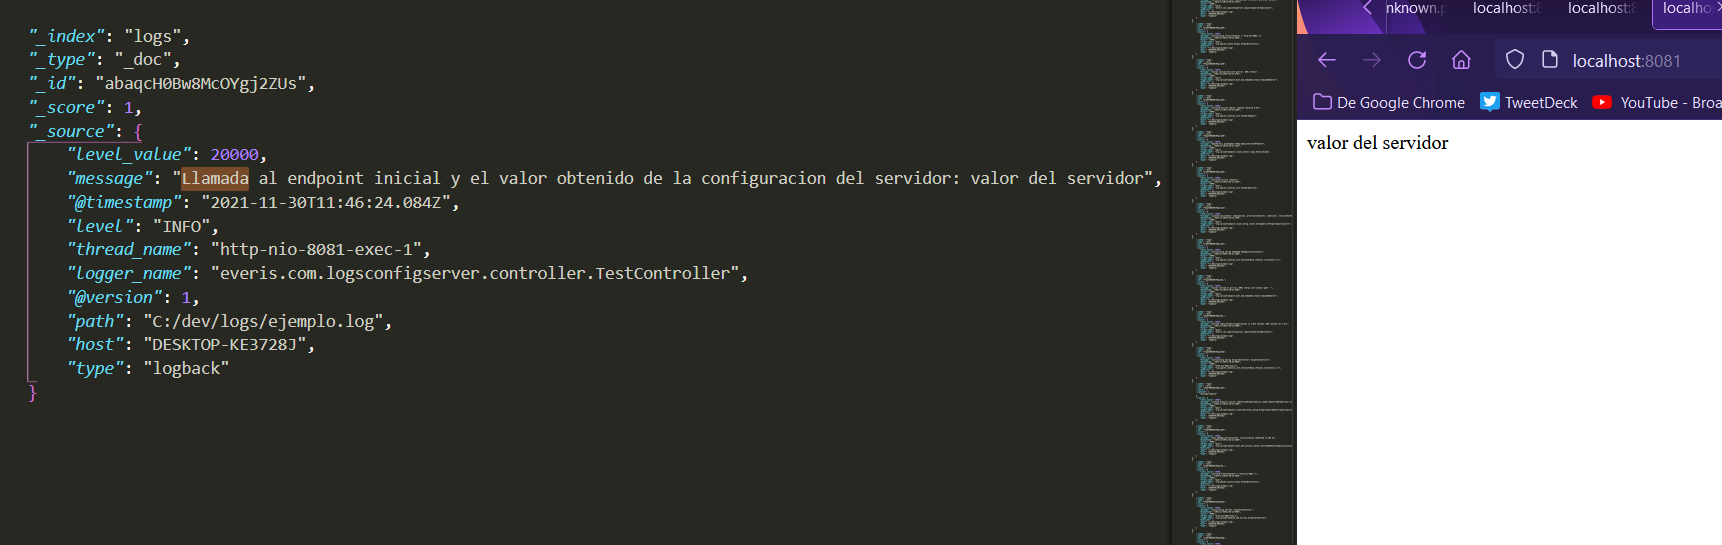 "_index": "logs",
"_type": "_doc",
"_id": "abaqcH0Bw8McOYgj2ZUs",
"_score": 1,
"_source": {
"level_value": 20000,
"message": "Llamada al endpoint inicial y el valor obtenido de la configuracion del servidor: valor del servidor",
"@timestamp": "2021-11-30T11:46:24.084Z",
"level": "INFO",
"thread_name": "http-nio-8081-exec-1",
"logger_name": "everis.com.logsconfigserver.controller.TestController",
"@version": 1,
"path": "C:/dev/logs/ejemplo.log",
"host": "DESKTOP-KE3728J",
"type": "logback"
}
nknown.p localhost:8 localhost:8 localho
localhost:8081
De Google Chrome TweetDeck YouTube - Broa
valor del servidor